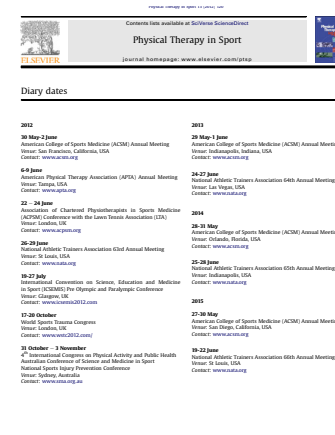 Contents lists available at SciVerse ScienceDirect
Physical Therapy in Sport
journal homepage: www.elsevier.com/ptsp
ELSEVIER
Diary dates
2012
30 May-2 June
American College of Sports Medicine (ACSM) Annual Meeting
Venue: San Francisco, California, USA
Contact: www.acsm.org
6-9 June
American Physical Therapy Association (APTA) Annual Meeting
Venue: Tampa, USA
Contact: www.apta.org
22 – 24 June
Association of Chartered Physiotherapists in Sports Medicine
(ACPSM) Conference with the Lawn Tennis Association (LTA)
Venue: London, UK
Contact: www.acpsm.org
26-29 June
National Athletic Trainers Association 63rd Annual Meeting
Venue: St Louis, USA
Contact: www.nata.org
19-27 July
International Convention on Science, Education and Medicine
in Sport (ICSEMIS) Pre Olympic and Paralympic Conference
Venue: Glasgow, UK
Contact: www.icsemis2012.com
17-20 October
World Sports Trauma Congress
Venue: London, UK
Contact: www.wstc2012.com/
31 October – 3 November
4th International Congress on Physical Activity and Public Health
Australian Conference of Science and Medicine in Sport
National Sports Injury Prevention Conference
Venue: Sydney, Australia
Contact: www.sma.org.au
2013
29 May-1 June
American College of Sports Medicine (ACSM) Annual Meeti
Venue: Indianapolis, Indiana, USA
Contact: www.acsm.org
24-27 June
National Athletic Trainers Association 64th Annual Meeting
Venue: Las Vegas, USA
Contact: www.nata.org
2014
28-31 May
American College of Sports Medicine (ACSM) Annual Meeti
Venue: Orlando, Florida, USA
Contact: www.acsm.org
25-28 June
National Athletic Trainers Association 65th Annual Meeting
Venue: Indianapolis, USA
Contact: www.nata.org
2015
27-30 May
American College of Sports Medicine (ACSM) Annual Meeti
Venue: San Diego, California, USA
Contact: www.acsm.org
19-22 June
National Athletic Trainers Association 66th Annual Meeting
Venue: St Louis, USA
Contact: www.nata.org